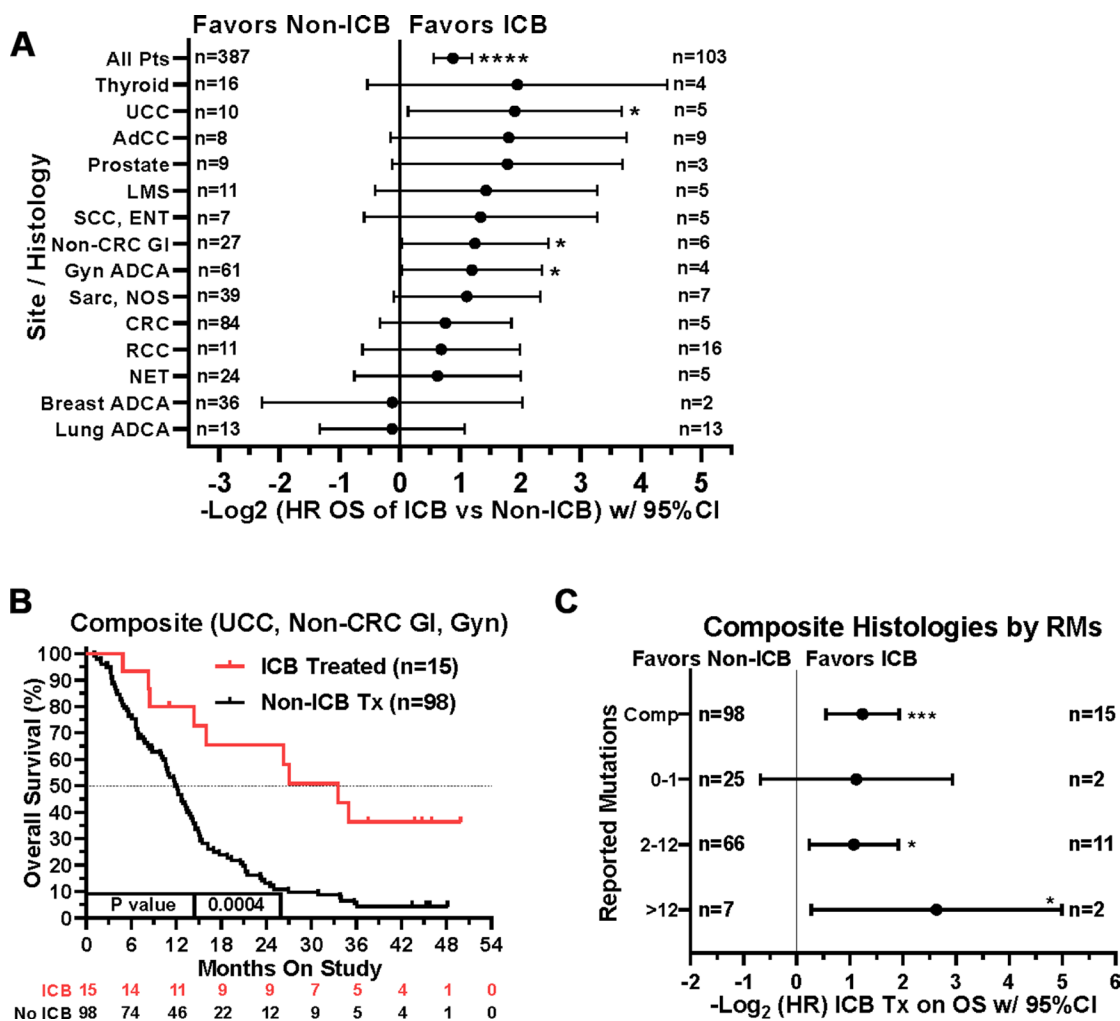 A
Favors Non-ICB Favors ICB
Site / Histology
All Pts n=387 **** n=103
Thyroid n=16 n=4
UCC n=10 * n=5
AdCC n=8 n=9
Prostate n=9 n=3
LMS n=11 n=5
SCC, ENT n=7 n=5
Non-CRC GI n=27 * n=6
Gyn ADCA n=61 * n=4
Sarc, NOS n=39 n=7
CRC n=84 n=5
RCC n=11 n=16
NET n=24 n=5
Breast ADCA n=36 n=2
Lung ADCA n=13 n=13
-3 -2 -1 0 1 2 3 4 5
-Log2 (HR OS of ICB vs Non-ICB) w/ 95%CI
B
Composite (UCC, Non-CRC GI, Gyn)
Overall Survival (%)
100
90
80
70
60
50
40
30
20
10
0
ICB Treated (n=15)
Non-ICB Tx (n=98)
P value 0.0004
0 6 12 18 24 30 36 42 48 54
Months On Study
ICB 15 14 11 9 9 7 5 4 1 0
No ICB 98 74 46 22 12 9 5 4 1 0
C
Composite Histologies by RMs
Favors Non-ICB Favors ICB
Reported Mutations
Comp n=98 *** n=15
0-1 n=25 n=2
2-12 n=66 * n=11
>12 n=7 * n=2
-2 -1 0 1 2 3 4 5 6
-Log2 (HR) ICB Tx on OS w/ 95%CI